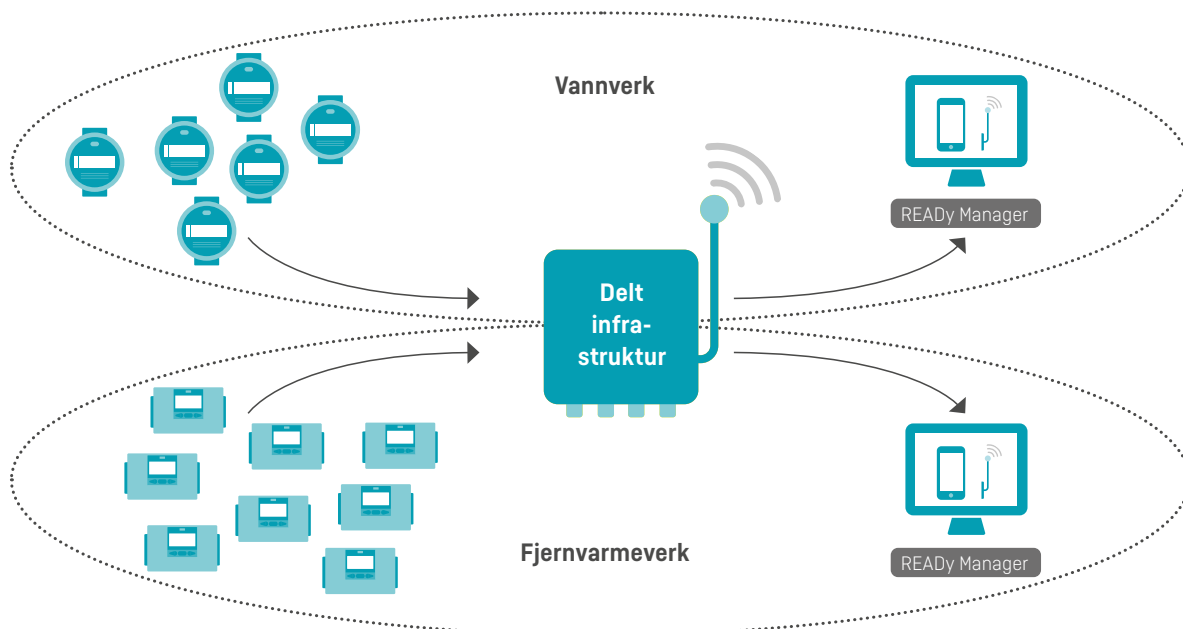 Vannverk
READy Manager
Delt
infra-
struktur
Fjernvarmeverk
READy Manager